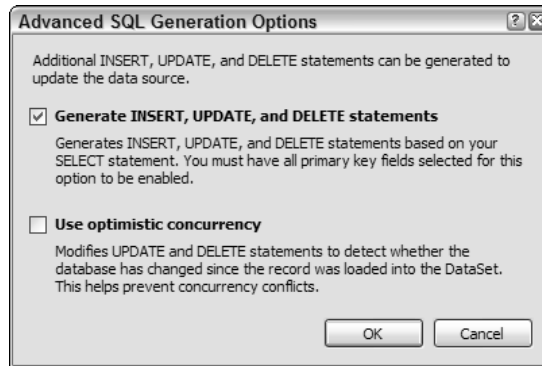 Advanced SQL Generation Options
Additional INSERT, UPDATE, and DELETE statements can be generated to
update the data source.
Generate INSERT, UPDATE, and DELETE statements
Generates INSERT, UPDATE, and DELETE statements based on your
SELECT statement. You must have all primary key fields selected for this
option to be enabled.
Use optimistic concurrency
Modifies UPDATE and DELETE statements to detect whether the
database has changed since the record was loaded into the DataSet.
This helps prevent concurrency conflicts.
OK Cancel